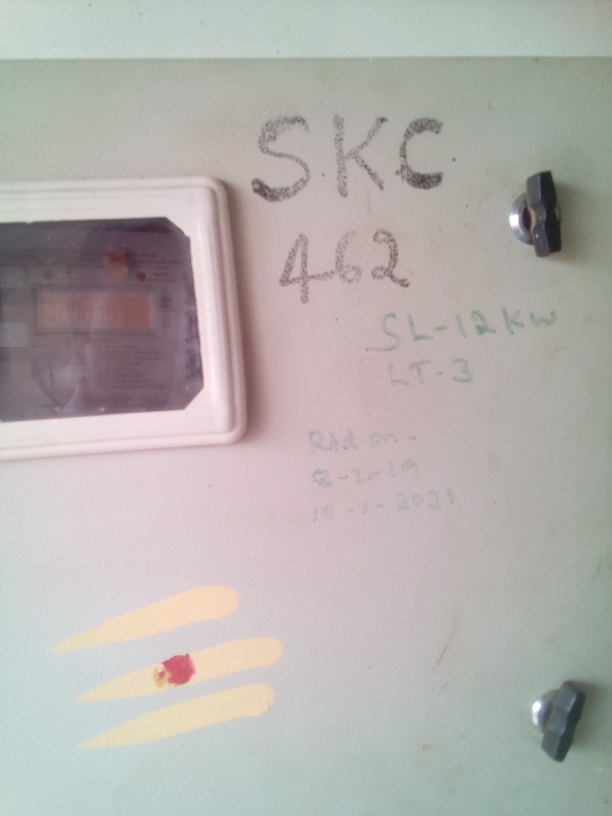 SKC
462
SL-12KW
LT-3
Rtd on.
8-2-19
19-1-2021